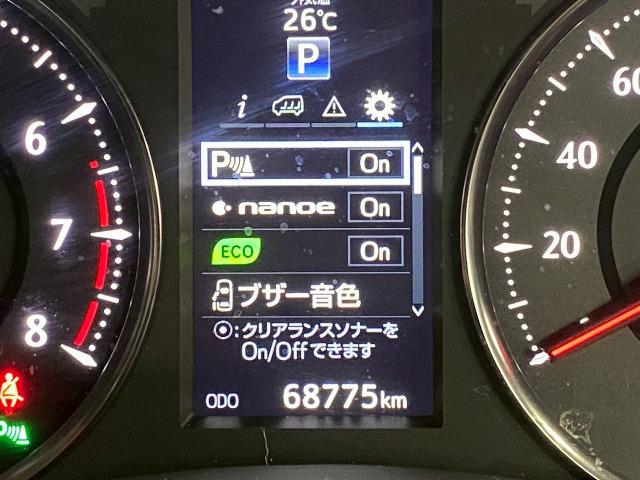 26℃
P
i
P On
nanoe On
ECO On
ブザー音色
⦿:クリアランスソナーを
On/Offできます
ODO 68775km
6
7
8
P
60
40
20